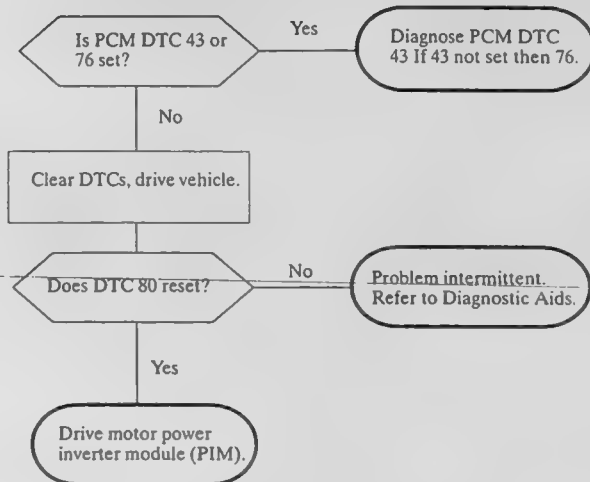 Is PCM DTC 43 or
76 set?
Yes
Diagnose PCM DTC
43 If 43 not set then 76.
No
Clear DTCs, drive vehicle.
Does DTC 80 reset?
No
Problem intermittent.
Refer to Diagnostic Aids.
Yes
Drive motor power
inverter module (PIM).